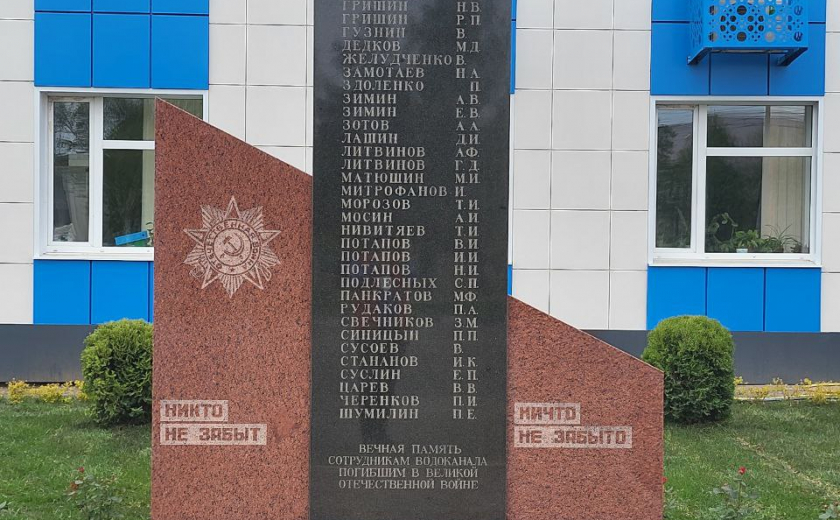 ГРИШИН Н.В.
ГРИШИН Р.П.
ГУЗНИН В.
ДЕДКОВ М.Д.
ЖЕЛУДЧЕНКО В.
ЗАМОТАЕВ Н.А.
ЗДОЛЕНКО П.
ЗИМИН А.В.
ЗИМИН Е.В.
ЗОТОВ А.А.
ЛАШИН Д.И.
ЛИТВИНОВ А.Ф.
ЛИТВИНОВ Г.Д.
МАТЮШИН М.И.
МИТРОФАНОВ И.
МОРОЗОВ Т.И.
МОСИН А.И.
НИВИТЯЕВ Т.И.
ПОТАПОВ В.И.
ПОТАПОВ И.И.
ПОТАПОВ Н.И.
ПОДЛЕСНЫХ С.П.
ПАНКРАТОВ М.Ф.
РУДАКОВ П.А.
СВЕЧНИКОВ З.М.
СИНИЦЫН П.П.
СУСОЕВ В.
СТАНАНОВ И.К.
СУСЛИН Е.П.
ЦАРЕВ В.В.
ЧЕРЕНКОВ П.И.
ШУМИЛИН П.Е.
ВЕЧНАЯ ПАМЯТЬ
СОТРУДНИКАМ ВОДОКАНАЛА
ПОГИБШИМ В ВЕЛИКОЙ
ОТЕЧЕСТВЕННОЙ ВОЙНЕ
НИКТО
НЕ ЗАБЫТ
НИЧТО
НЕ ЗАБЫТО